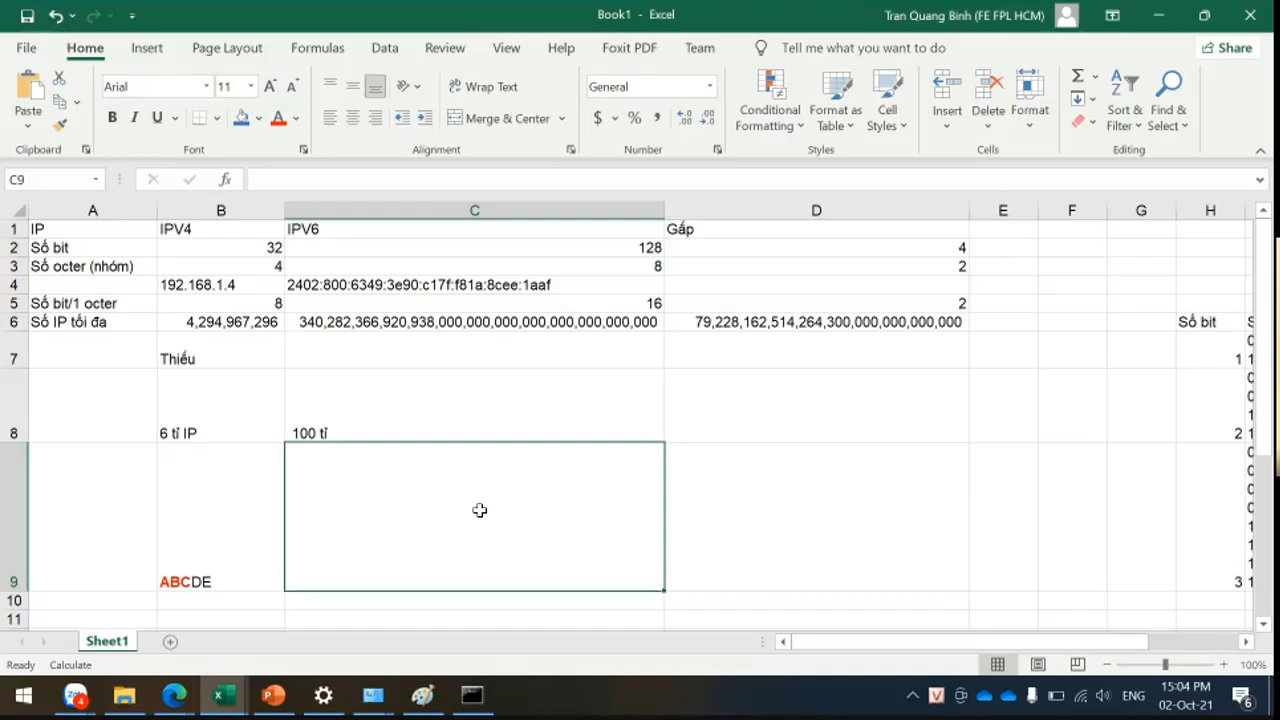 Book1 - Excel
Tran Quang Binh (FE FPL HCM)
File Home Insert Page Layout Formulas Data Review View Help Foxit PDF Team Tell me what you want to do Share
Paste
Arial 11
B I U
Wrap Text
Merge & Center
General
$ %
Conditional Formatting
Format as Table
Cell Styles
Insert Delete Format
Sort & Filter
Find & Select
Clipboard Font Alignment Number Styles Cells Editing
C9 fx
A B C D E F G H
1 IP IPV4 IPV6 Gấp
2 Số bit 32 128 4
3 Số octer (nhóm) 4 8 2
4 192.168.1.4 2402:800:6349:3e90:c17f:f81a:8cee:1aaf
5 Số bit/1 octer 8 16 2
6 Số IP tối đa 4,294,967,296 340,282,366,920,938,000,000,000,000,000,000,000,000 79,228,162,514,264,300,000,000,000,000 Số bit
7 Thiếu 1
8 6 tỉ IP 100 tỉ 2
9 ABCDE 3
10
11
Sheet1
Ready Calculate 100%
Zalo 4
ENG
15:04 PM
02-Oct-21
6